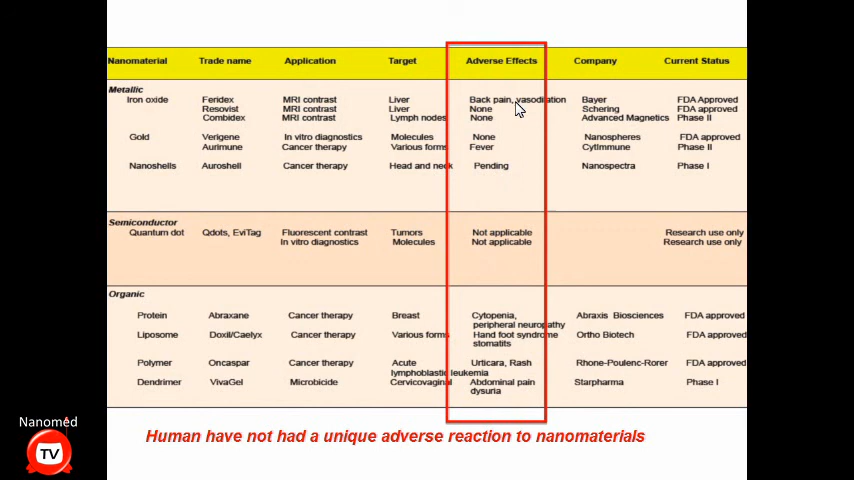 Nanomaterial Trade name Application Target Adverse Effects Company Current Status
Metallic
Iron oxide Feridex MRI contrast Liver Back pain, vasodilation Bayer FDA Approved
Resovist MRI contrast Liver None Schering FDA approved
Combidex MRI contrast Lymph nodes None Advanced Magnetics Phase II
Gold Verigene In vitro diagnostics Molecules None Nanospheres FDA approved
Aurimune Cancer therapy Various forms Fever CytImmune Phase II
Nanoshells Auroshell Cancer therapy Head and neck Pending Nanospectra Phase I
Semiconductor
Quantum dot Qdots, EviTag Fluorescent contrast Tumors Not applicable Research use only
In vitro diagnostics Molecules Not applicable Research use only
Organic
Protein Abraxane Cancer therapy Breast Cytopenia, Abraxis Biosciences FDA approved
peripheral neuropathy
Liposome Doxil/Caelyx Cancer therapy Various forms Hand foot syndrome Ortho Biotech FDA approved
stomatits
Polymer Oncaspar Cancer therapy Acute Urticara, Rash Rhone-Poulenc-Rorer FDA approved
lymphoblastic leukemia
Dendrimer VivaGel Microbicide Cervicovaginal Abdominal pain Starpharma Phase I
dysuria
Human have not had a unique adverse reaction to nanomaterials
Nanomed
TV